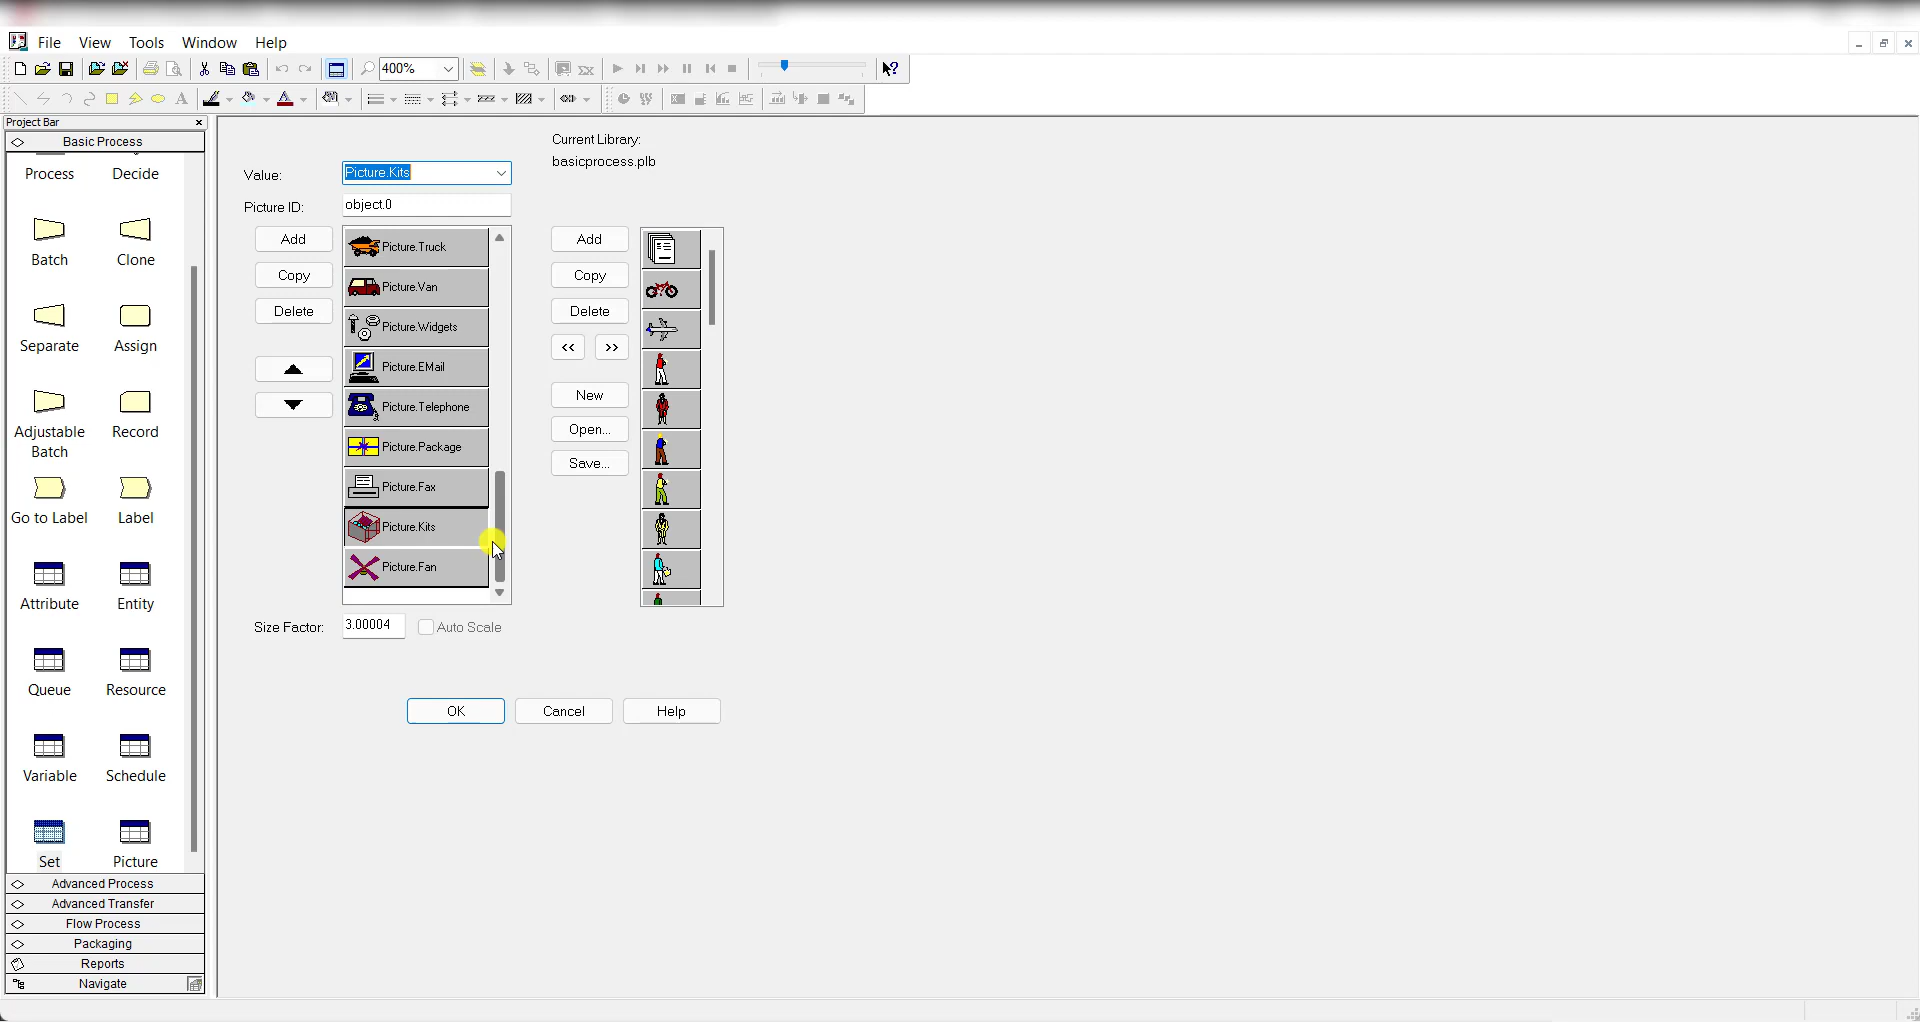 File View Tools Window Help
400%
Project Bar
Basic Process
Process Decide
Batch Clone
Separate Assign
Adjustable Batch Record
Go to Label Label
Attribute Entity
Queue Resource
Variable Schedule
Set Picture
Advanced Process
Advanced Transfer
Flow Process
Packaging
Reports
Navigate
Current Library:
basicprocess.plb
Value: Picture.Kits
Picture ID: object.0
Add
Copy
Delete
Picture.Truck
Picture.Van
Picture.Widgets
Picture.EMail
Picture.Telephone
Picture.Package
Picture.Fax
Picture.Kits
Picture.Fan
Add
Copy
Delete
<< >>
New
Open...
Save...
Size Factor: 3.00004 Auto Scale
OK Cancel Help